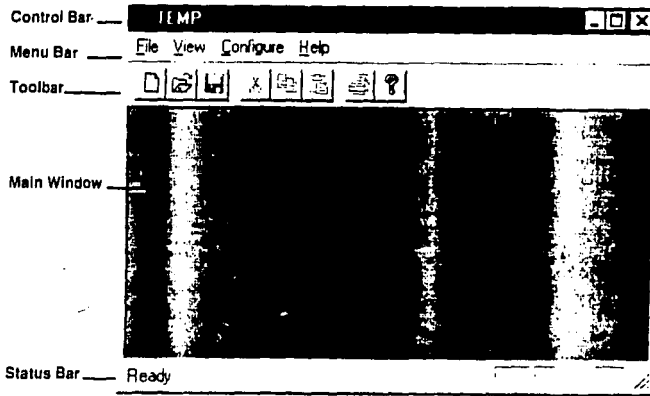 Control Bar TEMP
Menu Bar File View Configure Help
Toolbar
Main Window
Status Bar Ready